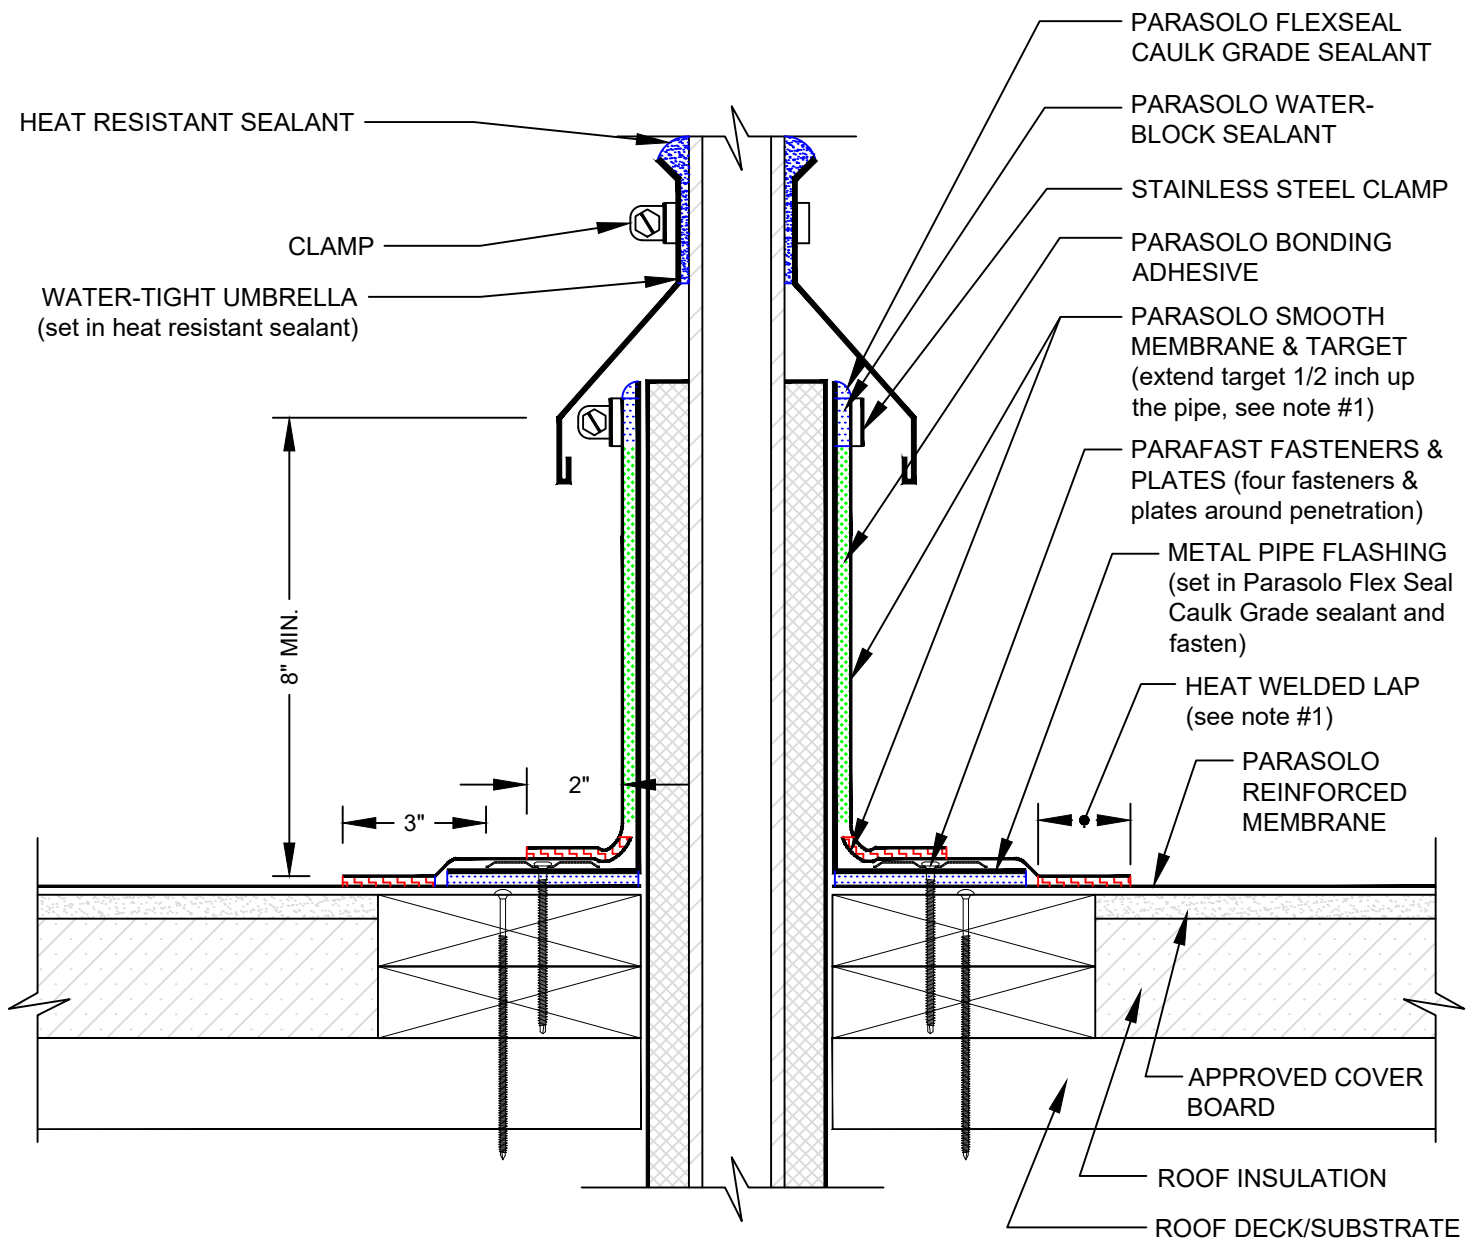 PARASOLO FLEXSEAL
CAULK GRADE SEALANT
HEAT RESISTANT SEALANT
PARASOLO WATER-
BLOCK SEALANT
STAINLESS STEEL CLAMP
CLAMP
PARASOLO BONDING
ADHESIVE
WATER-TIGHT UMBRELLA
(set in heat resistant sealant)
PARASOLO SMOOTH
MEMBRANE & TARGET
(extend target 1/2 inch up
the pipe, see note #1)
PARAFAST FASTENERS &
PLATES (four fasteners &
plates around penetration)
METAL PIPE FLASHING
(set in Parasolo Flex Seal
Caulk Grade sealant and
fasten)
8" MIN.
HEAT WELDED LAP
(see note #1)
2"
3"
PARASOLO
REINFORCED
MEMBRANE
APPROVED COVER
BOARD
ROOF INSULATION
ROOF DECK/SUBSTRATE